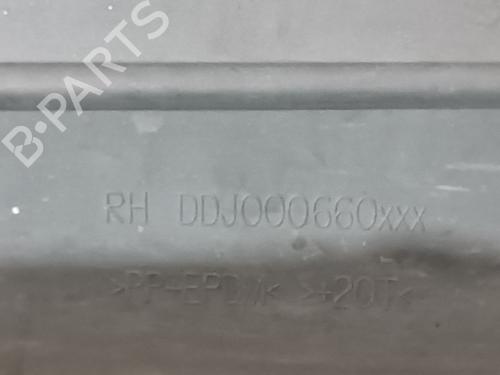 B-PARTS
RH DDJ000660xxx
>PP+EPDM< >+20T<